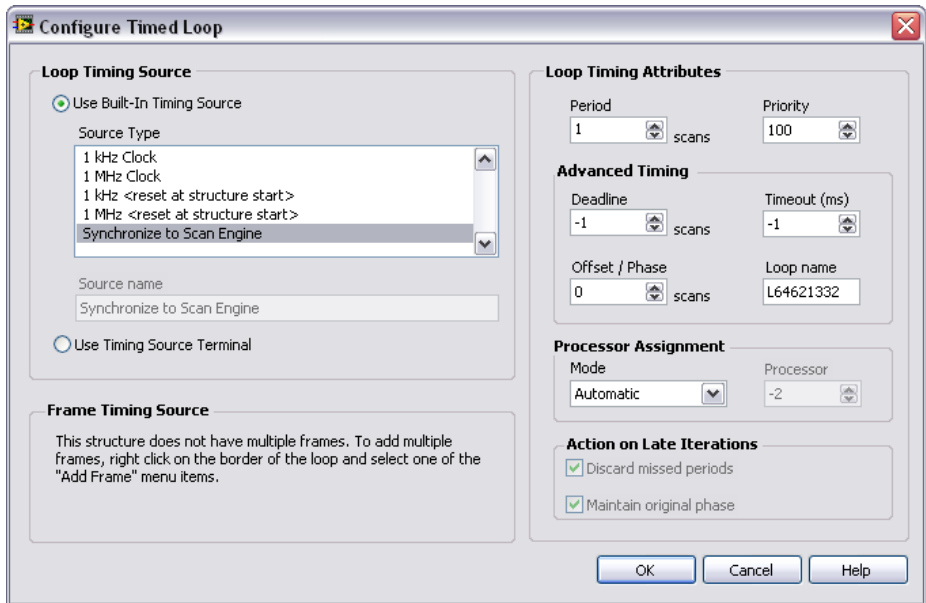 Configure Timed Loop
Loop Timing Source
Use Built-In Timing Source
Source Type
1 kHz Clock
1 MHz Clock
1 kHz <reset at structure start>
1 MHz <reset at structure start>
Synchronize to Scan Engine
Source name
Synchronize to Scan Engine
Use Timing Source Terminal
Frame Timing Source
This structure does not have multiple frames. To add multiple
frames, right click on the border of the loop and select one of the
"Add Frame" menu items.
Loop Timing Attributes
Period
1 scans
Priority
100
Advanced Timing
Deadline
-1 scans
Timeout (ms)
-1
Offset / Phase
0 scans
Loop name
L64621332
Processor Assignment
Mode
Automatic
Processor
-2
Action on Late Iterations
Discard missed periods
Maintain original phase
OK
Cancel
Help